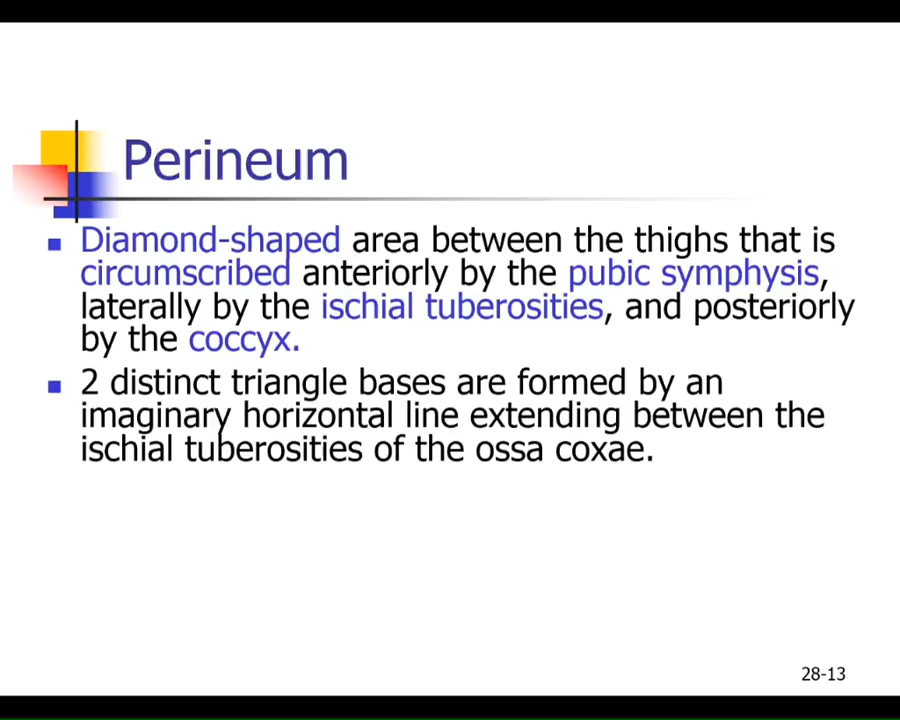 Perineum
Diamond-shaped area between the thighs that is
circumscribed anteriorly by the pubic symphysis,
laterally by the ischial tuberosities, and posteriorly
by the coccyx.
2 distinct triangle bases are formed by an
imaginary horizontal line extending between the
ischial tuberosities of the ossa coxae.
28-13